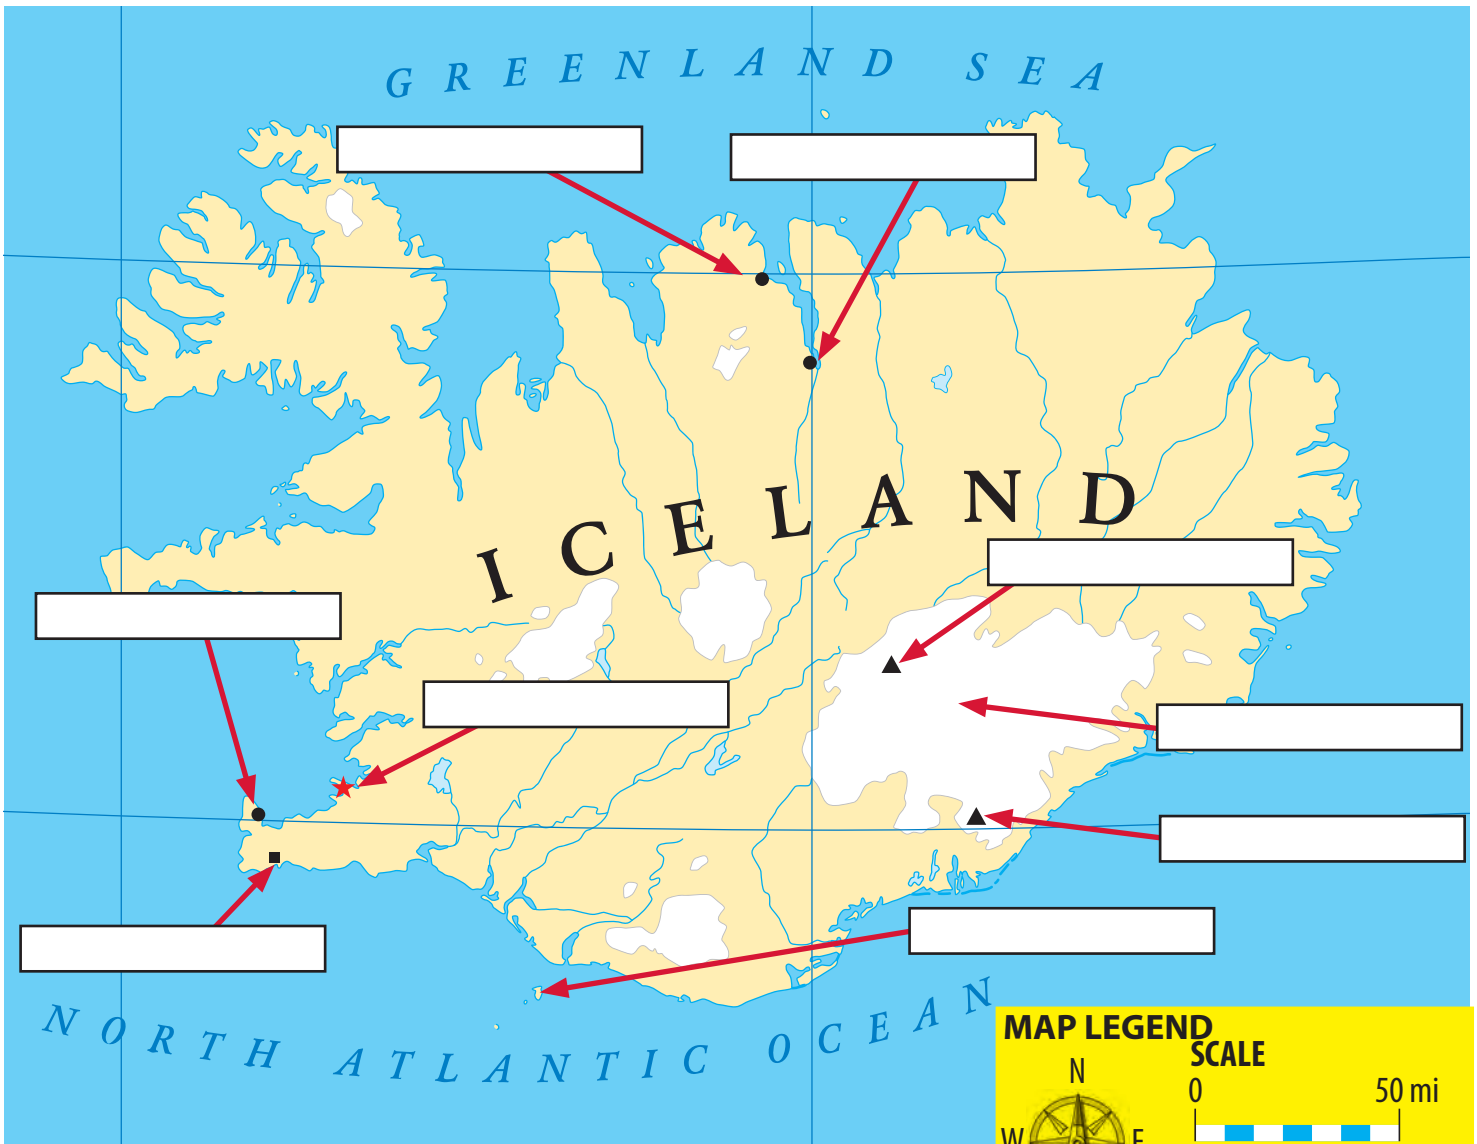 GREENLAND SEA
ICELAND
NORTH ATLANTIC OCEAN
MAP LEGEND
SCALE
N
0 50 mi
W E